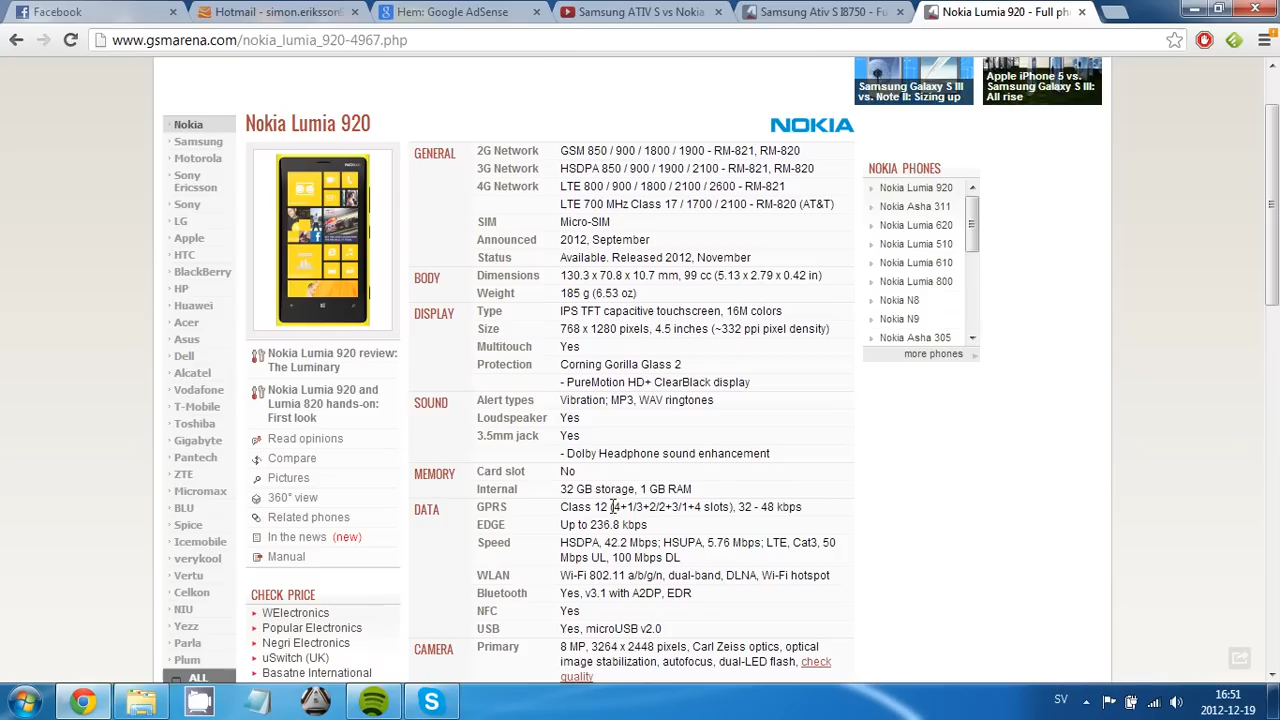 Facebook
Hotmail - simon.eriksson
Hem: Google AdSense
Samsung ATIV S vs Nokia
Samsung Ativ S I8750 - Fu
Nokia Lumia 920 - Full ph
www.gsmarena.com/nokia_lumia_920-4967.php
Samsung Galaxy S III
vs. Note II: Sizing up
Apple iPhone 5 vs.
Samsung Galaxy S III:
All rise
Nokia
Samsung
Motorola
Sony
Ericsson
Sony
LG
Apple
HTC
BlackBerry
HP
Huawei
Acer
Asus
Dell
Alcatel
Vodafone
T-Mobile
Toshiba
Gigabyte
Pantech
ZTE
Micromax
BLU
Spice
Icemobile
verykool
Vertu
Celkon
NIU
Yezz
Parla
Plum
ALL
Nokia Lumia 920
NOKIA
Nokia Lumia 920 review:
The Luminary
Nokia Lumia 920 and
Lumia 820 hands-on:
First look
Read opinions
Compare
Pictures
360° view
Related phones
In the news (new)
Manual
CHECK PRICE
WElectronics
Popular Electronics
Negri Electronics
uSwitch (UK)
Basatne International
GENERAL 2G Network GSM 850 / 900 / 1800 / 1900 - RM-821, RM-820
3G Network HSDPA 850 / 900 / 1900 / 2100 - RM-821, RM-820
4G Network LTE 800 / 900 / 1800 / 2100 / 2600 - RM-821
LTE 700 MHz Class 17 / 1700 / 2100 - RM-820 (AT&T)
SIM Micro-SIM
Announced 2012, September
Status Available. Released 2012, November
BODY Dimensions 130.3 x 70.8 x 10.7 mm, 99 cc (5.13 x 2.79 x 0.42 in)
Weight 185 g (6.53 oz)
DISPLAY Type IPS TFT capacitive touchscreen, 16M colors
Size 768 x 1280 pixels, 4.5 inches (~332 ppi pixel density)
Multitouch Yes
Protection Corning Gorilla Glass 2
- PureMotion HD+ ClearBlack display
SOUND Alert types Vibration; MP3, WAV ringtones
Loudspeaker Yes
3.5mm jack Yes
- Dolby Headphone sound enhancement
MEMORY Card slot No
Internal 32 GB storage, 1 GB RAM
DATA GPRS Class 12 (4+1/3+2/2+3/1+4 slots), 32 - 48 kbps
EDGE Up to 236.8 kbps
Speed HSDPA, 42.2 Mbps; HSUPA, 5.76 Mbps; LTE, Cat3, 50
Mbps UL, 100 Mbps DL
WLAN Wi-Fi 802.11 a/b/g/n, dual-band, DLNA, Wi-Fi hotspot
Bluetooth Yes, v3.1 with A2DP, EDR
NFC Yes
USB Yes, microUSB v2.0
CAMERA Primary 8 MP, 3264 x 2448 pixels, Carl Zeiss optics, optical
image stabilization, autofocus, dual-LED flash, check
quality
NOKIA PHONES
Nokia Lumia 920
Nokia Asha 311
Nokia Lumia 620
Nokia Lumia 510
Nokia Lumia 610
Nokia Lumia 800
Nokia N8
Nokia N9
Nokia Asha 305
more phones
SV
16:51
2012-12-19